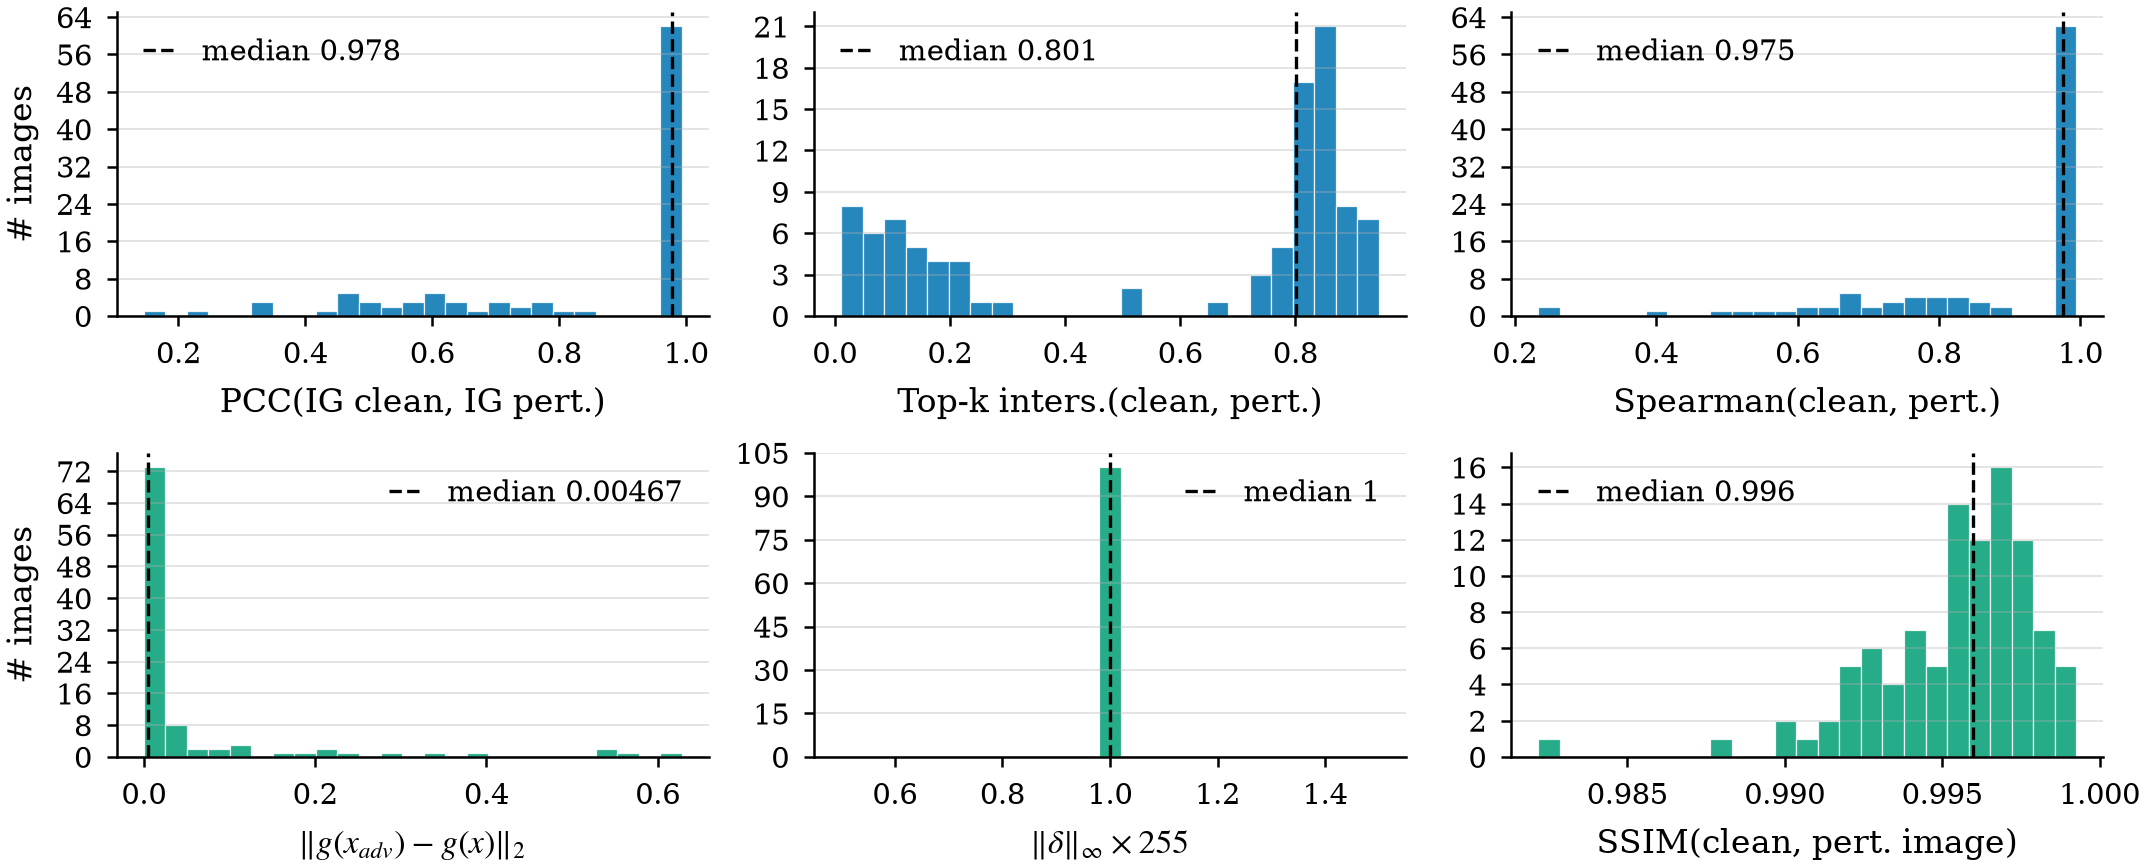 # images
64
56
48
40
32
24
16
8
0
median 0.978
0.2 0.4 0.6 0.8 1.0
PCC(IG clean, IG pert.)
21
18
15
12
9
6
3
0
median 0.801
0.0 0.2 0.4 0.6 0.8
Top-k inters.(clean, pert.)
64
56
48
40
32
24
16
8
0
median 0.975
0.2 0.4 0.6 0.8 1.0
Spearman(clean, pert.)
# images
72
64
56
48
40
32
24
16
8
0
median 0.00467
0.0 0.2 0.4 0.6
‖g(x_adv) − g(x)‖₂
105
90
75
60
45
30
15
0
median 1
0.6 0.8 1.0 1.2 1.4
‖δ‖∞ × 255
16
14
12
10
8
6
4
2
0
median 0.996
0.985 0.990 0.995 1.000
SSIM(clean, pert. image)